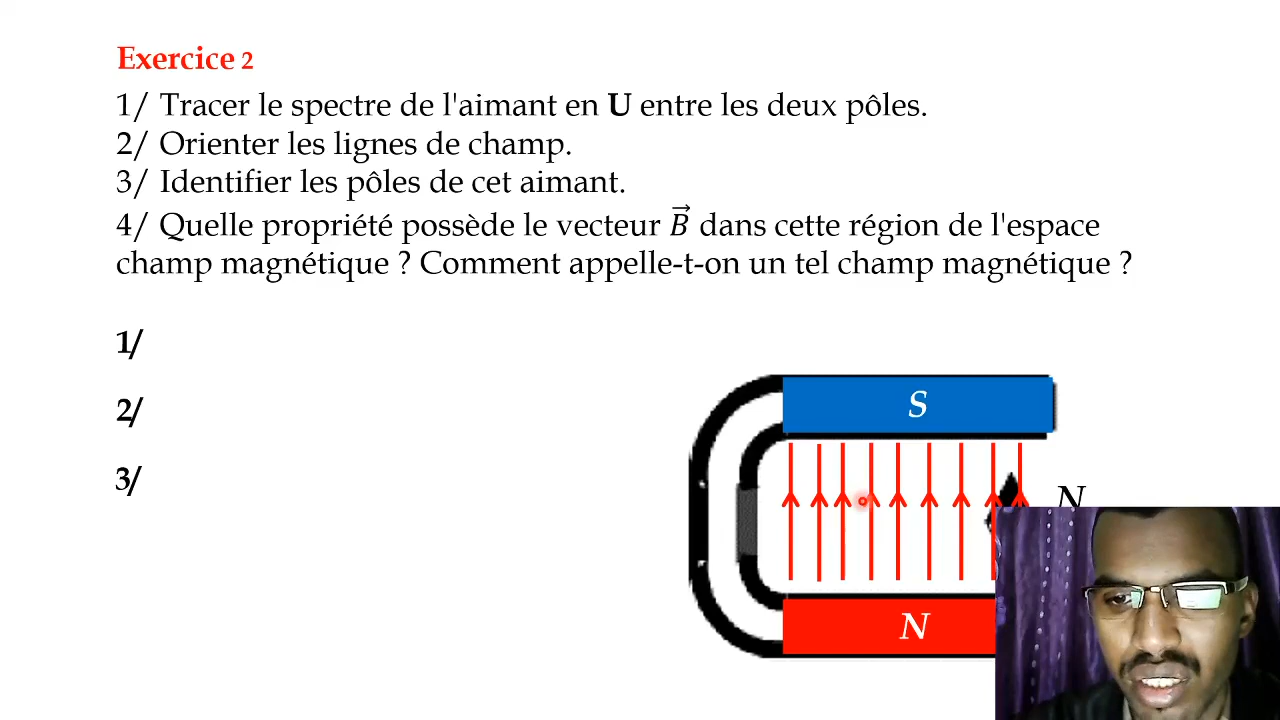 Exercice 2
1/ Tracer le spectre de l'aimant en U entre les deux pôles.
2/ Orienter les lignes de champ.
3/ Identifier les pôles de cet aimant.
4/ Quelle propriété possède le vecteur \vec{B} dans cette région de l'espace
champ magnétique ? Comment appelle-t-on un tel champ magnétique ?
1/
2/
3/
S
N
N